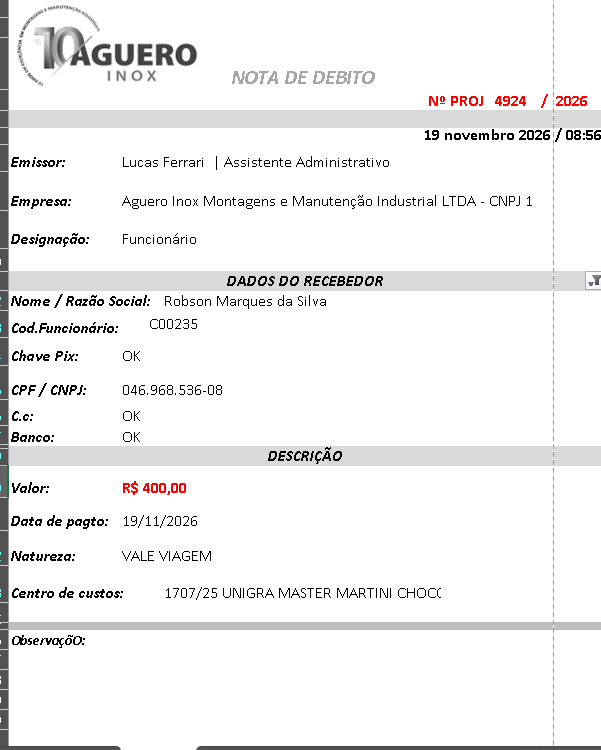 10 AGUERO
INOX
NOTA DE DEBITO
Nº PROJ 4924 / 2026
19 novembro 2026 / 08:56
Emissor: Lucas Ferrari | Assistente Administrativo
Empresa: Aguero Inox Montagens e Manutenção Industrial LTDA - CNPJ 1
Designação: Funcionário
DADOS DO RECEBEDOR
Nome / Razão Social: Robson Marques da Silva
Cod.Funcionário: C00235
Chave Pix: OK
CPF / CNPJ: 046.968.536-08
C.c: OK
Banco: OK
DESCRIÇÃO
Valor: R$ 400,00
Data de pagto: 19/11/2026
Natureza: VALE VIAGEM
Centro de custos: 1707/25 UNIGRA MASTER MARTINI CHOC
ObservaçõO: